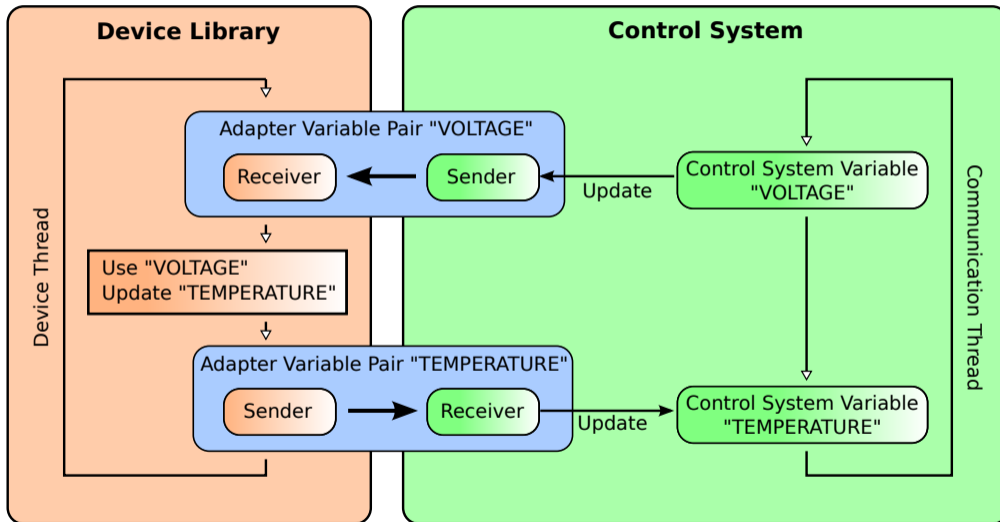 Device Library
Control System
Adapter Variable Pair "VOLTAGE"
Receiver
Sender
Update
Control System Variable
"VOLTAGE"
Device Thread
Use "VOLTAGE"
Update "TEMPERATURE"
Communication Thread
Adapter Variable Pair "TEMPERATURE"
Sender
Receiver
Update
Control System Variable
"TEMPERATURE"